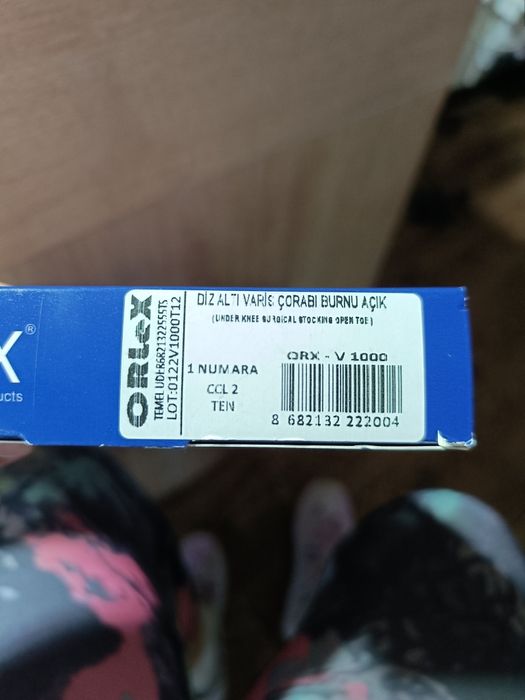 X®
ucts
ORLeX
TEMEL UDI:8682132255STS
LOT:0122V1000T12
DİZ ALTI VARİS ÇORABI BURNU AÇIK
(UNDER KNEE SURGICAL STOCKING OPEN TOE)
1 NUMARA
CCL 2
TEN
ORX - V 1000
8 682132 222004